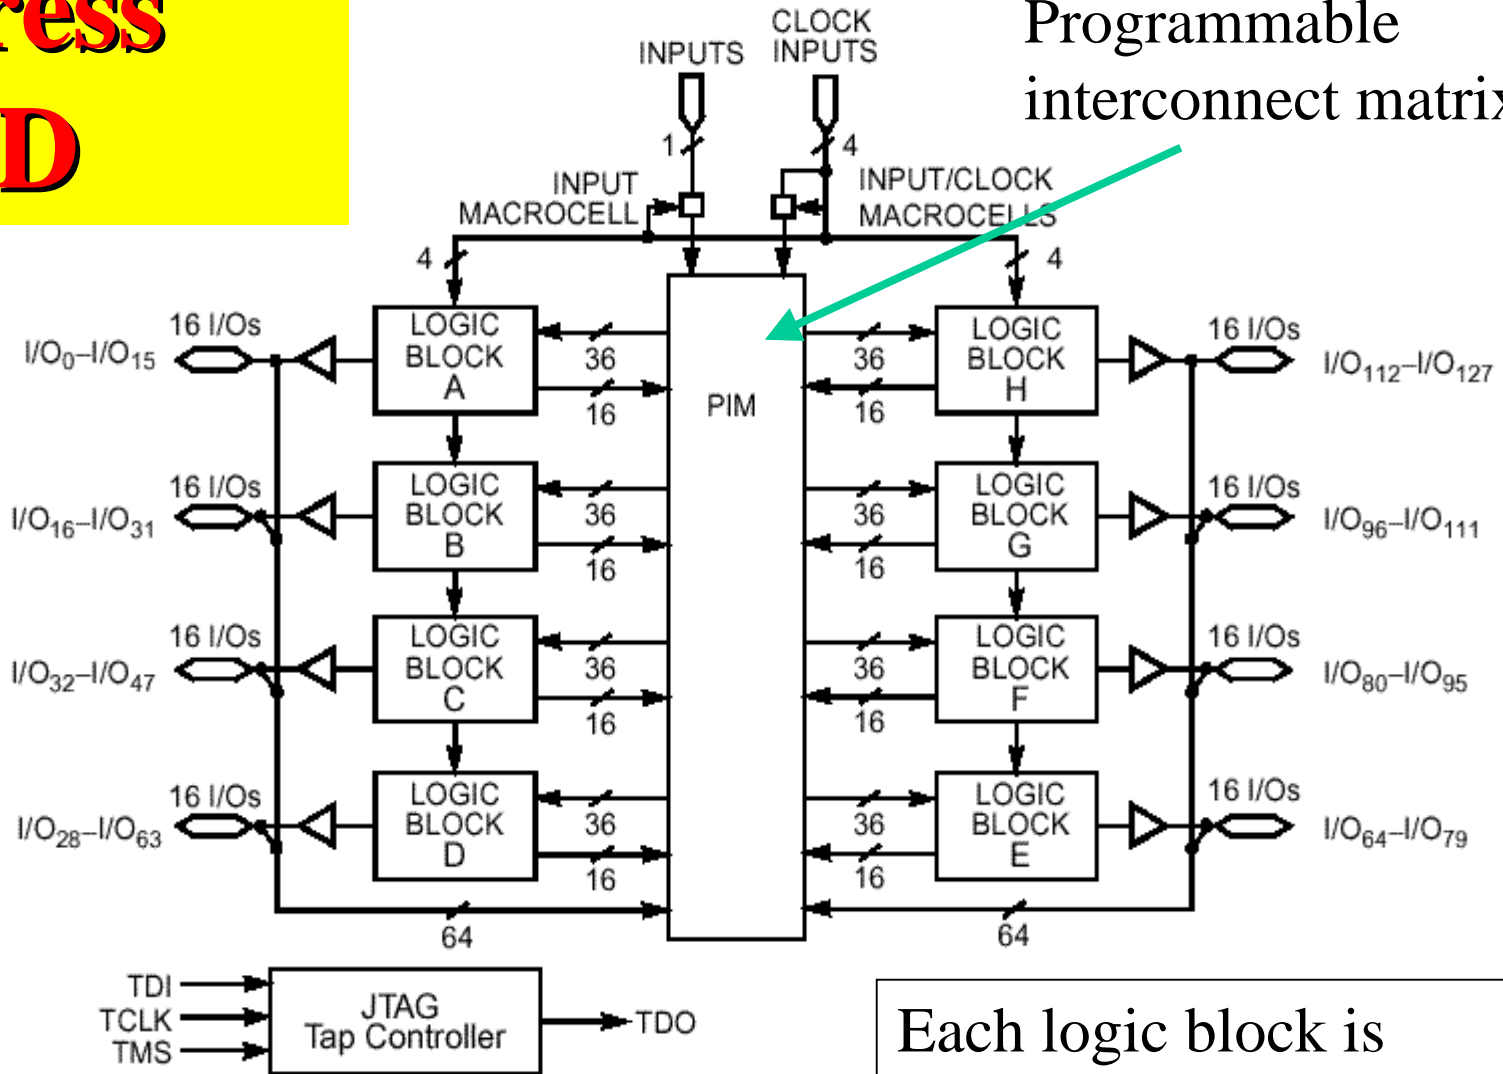 ress
D
INPUTS
CLOCK
INPUTS
Programmable
interconnect matrix
1
4
INPUT
MACROCELL
INPUT/CLOCK
MACROCELLS
4
4
16 I/Os
I/O0–I/O15
LOGIC
BLOCK
A
36
16
PIM
36
16
LOGIC
BLOCK
H
16 I/Os
I/O112–I/O127
16 I/Os
I/O16–I/O31
LOGIC
BLOCK
B
36
16
36
16
LOGIC
BLOCK
G
16 I/Os
I/O96–I/O111
16 I/Os
I/O32–I/O47
LOGIC
BLOCK
C
36
16
36
16
LOGIC
BLOCK
F
16 I/Os
I/O80–I/O95
16 I/Os
I/O28–I/O63
LOGIC
BLOCK
D
36
16
36
16
LOGIC
BLOCK
E
16 I/Os
I/O64–I/O79
64
64
TDI
TCLK
TMS
JTAG
Tap Controller
TDO
Each logic block is